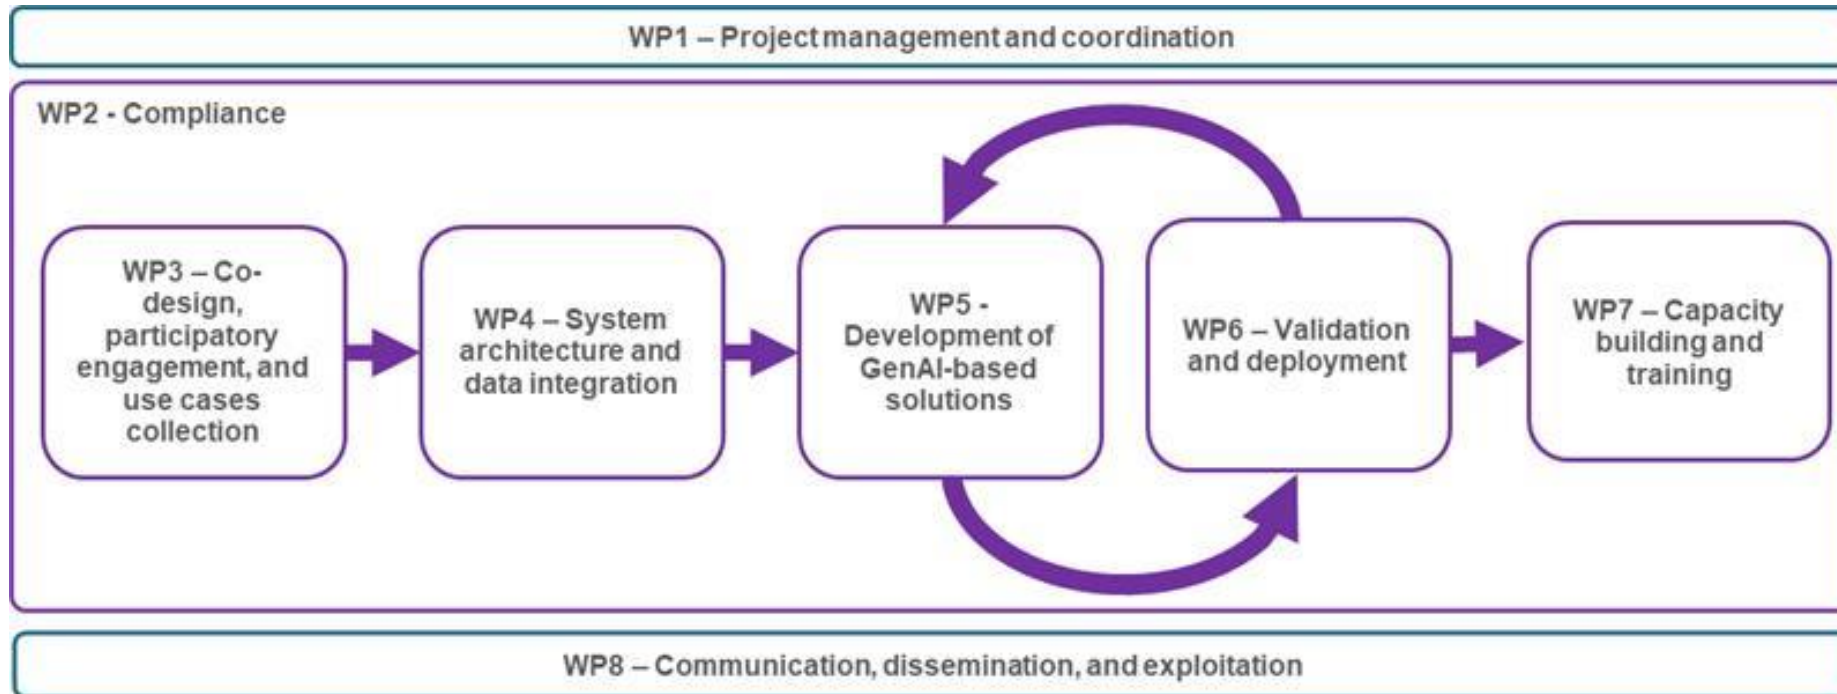 WP1 – Project management and coordination
WP2 - Compliance
WP3 – Co-
design,
participatory
engagement, and
use cases
collection
WP4 – System
architecture and
data integration
WP5 -
Development of
GenAI-based
solutions
WP6 – Validation
and deployment
WP7 – Capacity
building and
training
WP8 – Communication, dissemination, and exploitation